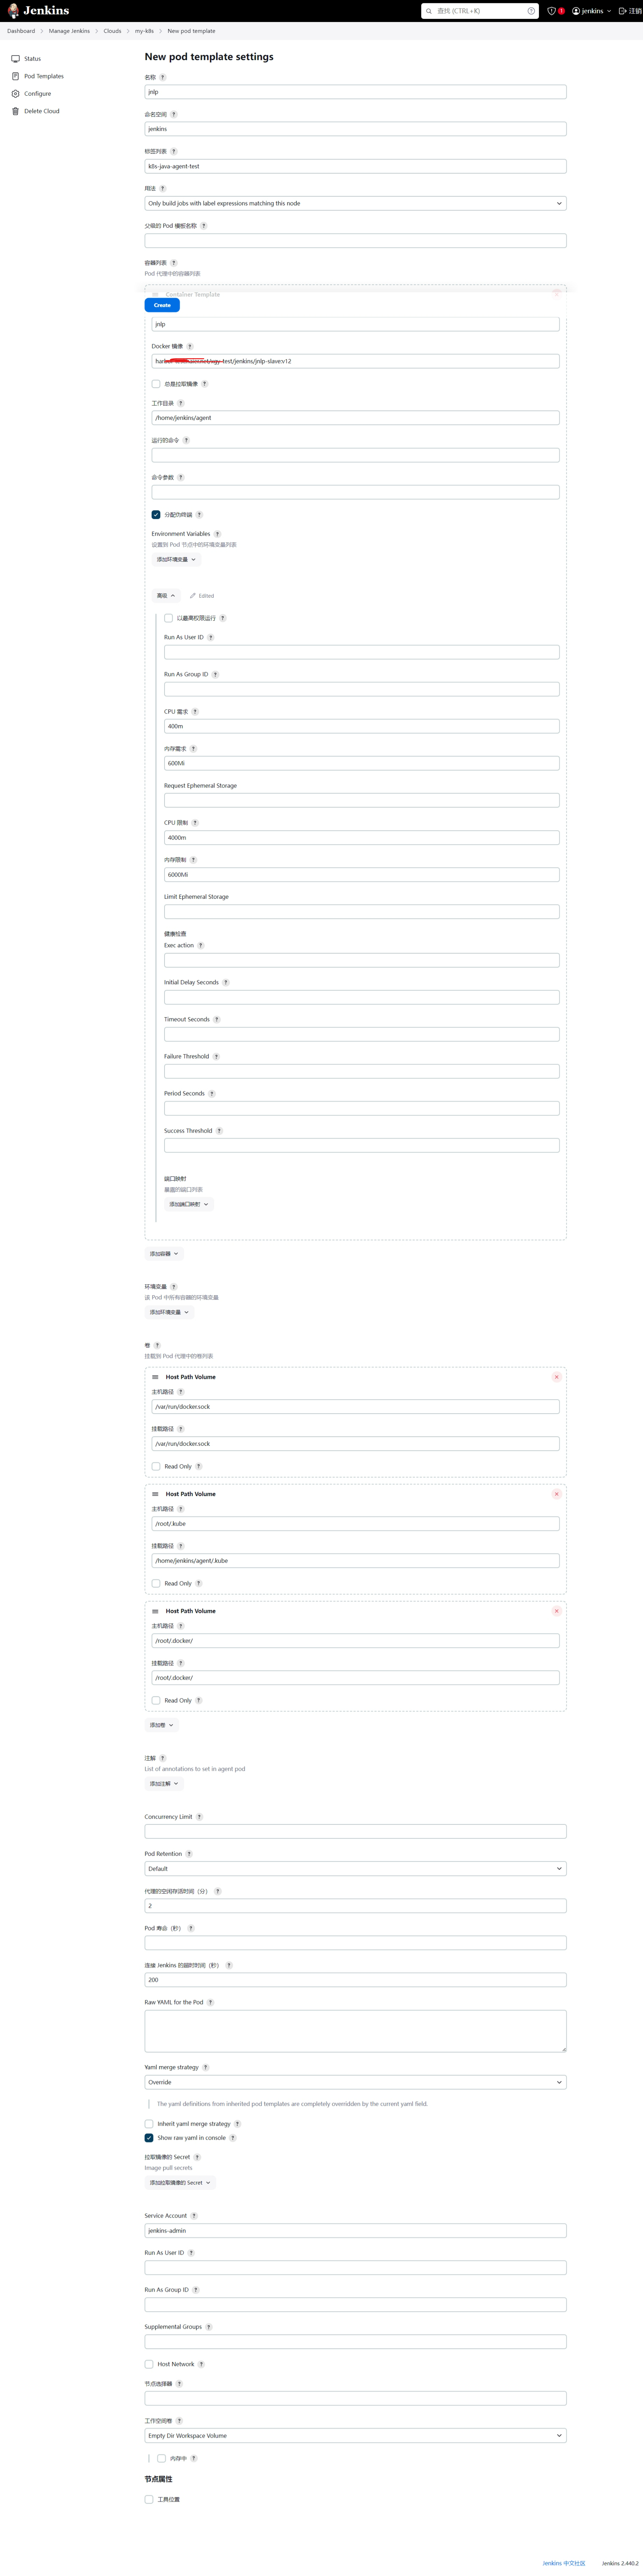 Jenkins
查找 (CTRL+K)
1
jenkins
注销
Dashboard
Manage Jenkins
Clouds
my-k8s
New pod template
Status
Pod Templates
Configure
Delete Cloud
New pod template settings
名称 ?
jnlp
命名空间 ?
jenkins
标签列表 ?
k8s-java-agent-test
用法 ?
Only build jobs with label expressions matching this node
父级的 Pod 模板名称 ?
容器列表 ?
Pod 代理中的容器列表
Container Template
Create
jnlp
Docker 镜像 ?
-test/jenkins/jnlp-slave:v12
总是拉取镜像 ?
工作目录 ?
/home/jenkins/agent
运行的命令 ?
命令参数 ?
分配伪终端 ?
Environment Variables ?
设置到 Pod 节点中的环境变量列表
添加环境变量
高级
Edited
以最高权限运行 ?
Run As User ID ?
Run As Group ID ?
CPU 需求 ?
400m
内存需求 ?
600Mi
Request Ephemeral Storage
CPU 限制 ?
4000m
内存限制 ?
6000Mi
Limit Ephemeral Storage
健康检查
Exec action ?
Initial Delay Seconds ?
Timeout Seconds ?
Failure Threshold ?
Period Seconds ?
Success Threshold ?
端口映射
暴露的端口列表
添加端口映射
添加容器
环境变量 ?
该 Pod 中所有容器的环境变量
添加环境变量
卷 ?
挂载到 Pod 代理中的卷列表
Host Path Volume
主机路径 ?
/var/run/docker.sock
挂载路径 ?
/var/run/docker.sock
Read Only ?
Host Path Volume
主机路径 ?
/root/.kube
挂载路径 ?
/home/jenkins/agent/.kube
Read Only ?
Host Path Volume
主机路径 ?
/root/.docker/
挂载路径 ?
/root/.docker/
Read Only ?
添加卷
注解 ?
List of annotations to set in agent pod
添加注解
Concurrency Limit ?
Pod Retention ?
Default
代理的空闲存活时间（分） ?
2
Pod 寿命（秒） ?
连接 Jenkins 的超时时间（秒） ?
200
Raw YAML for the Pod ?
Yaml merge strategy ?
Override
The yaml definitions from inherited pod templates are completely overridden by the current yaml field.
Inherit yaml merge strategy ?
Show raw yaml in console ?
拉取镜像的 Secret ?
Image pull secrets
添加拉取镜像的 Secret
Service Account ?
jenkins-admin
Run As User ID ?
Run As Group ID ?
Supplemental Groups ?
Host Network ?
节点选择器 ?
工作空间卷 ?
Empty Dir Workspace Volume
内存中 ?
节点属性
工具位置
Jenkins 中文社区
Jenkins 2.440.2